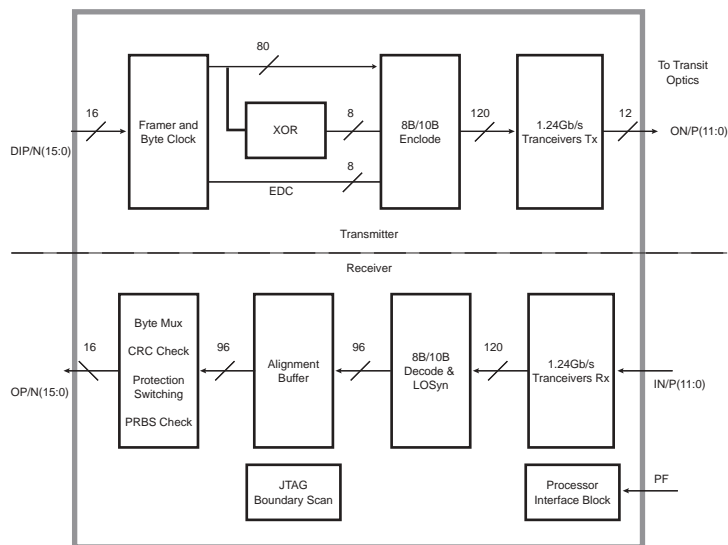 80
To Transit
Optics
16
Framer and
Byte Clock
XOR
8
8B/10B
Enclode
120
1.24Gb/s
Tranceivers Tx
12
DIP/N(15:0)
ON/P(11:0)
8
EDC
Transmitter
Receiver
16
Byte Mux
CRC Check
Protection
Switching
PRBS Check
96
Alignment
Buffer
96
8B/10B
Decode &
LOSyn
120
1.24Gb/s
Tranceivers Rx
OP/N(15:0)
IN/P(11:0)
JTAG
Boundary Scan
Processor
Interface Block
PF